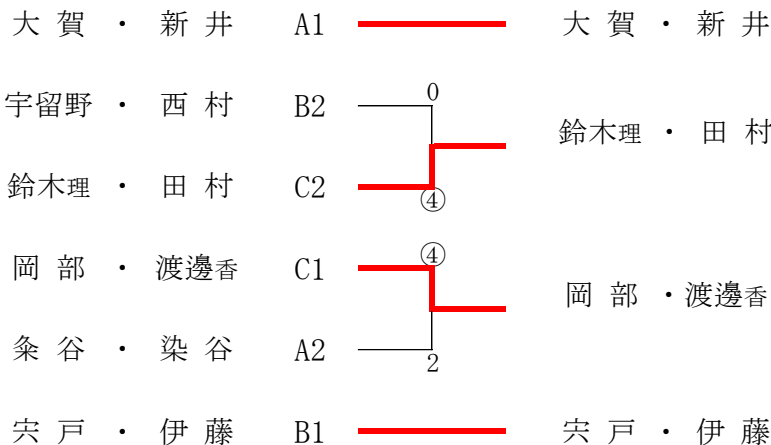 大賀 ・ 新井 A1 大賀 ・ 新井
宇留野 ・ 西村 B2 0
鈴木理 ・ 田村
鈴木理 ・ 田村 C2 ④
岡部 ・ 渡邊香 C1 ④
岡部 ・渡邊香
粂谷 ・ 染谷 A2 2
宍戸 ・ 伊藤 B1 宍戸 ・ 伊藤